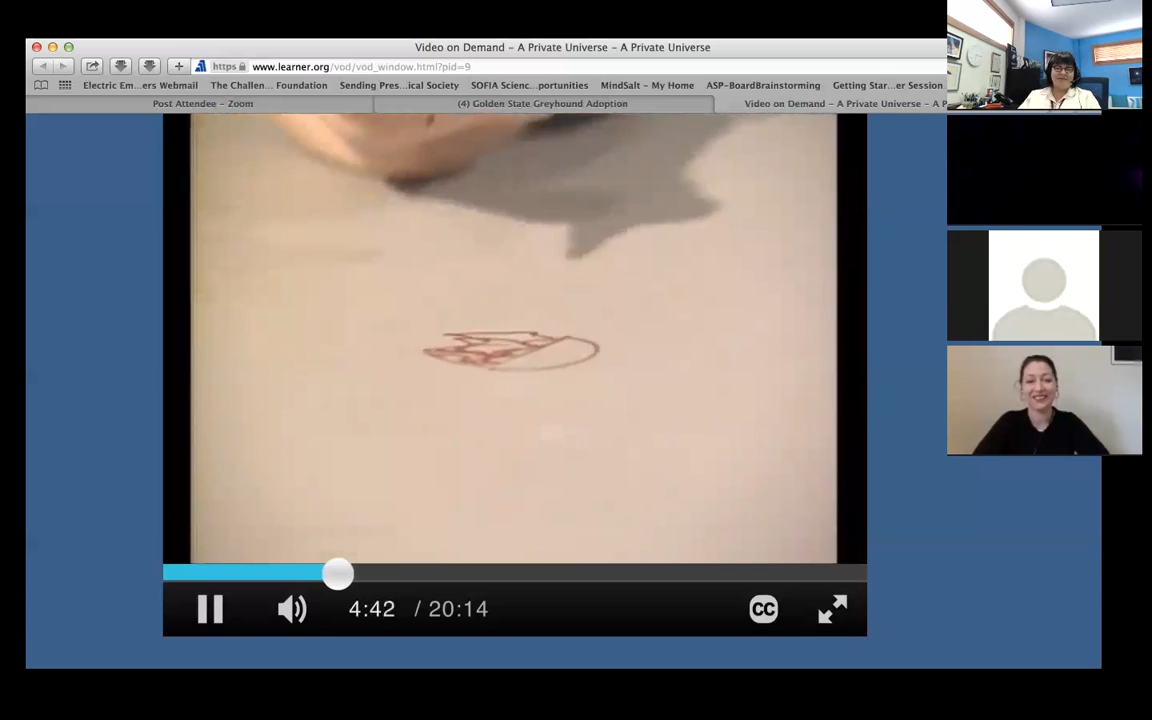 Video on Demand – A Private Universe – A Private Universe
https www.learner.org/vod/vod_window.html?pid=9
Electric Em...ers Webmail The Challen... Foundation Sending Pres...ical Society SOFIA Scienc...portunities MindSalt - My Home ASP-BoardBrainstorming Getting Star...er Session
Post Attendee – Zoom (4) Golden State Greyhound Adoption Video on Demand – A Private Universe – A P
4:42 / 20:14 CC